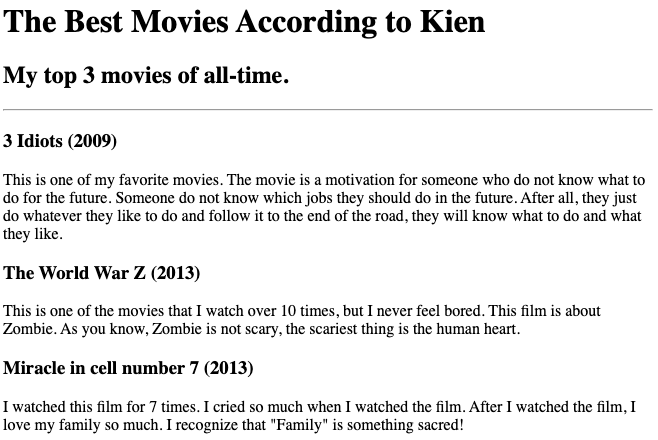 The Best Movies According to Kien
My top 3 movies of all-time.
3 Idiots (2009)
This is one of my favorite movies. The movie is a motivation for someone who do not know what to
do for the future. Someone do not know which jobs they should do in the future. After all, they just
do whatever they like to do and follow it to the end of the road, they will know what to do and what
they like.
The World War Z (2013)
This is one of the movies that I watch over 10 times, but I never feel bored. This film is about
Zombie. As you know, Zombie is not scary, the scariest thing is the human heart.
Miracle in cell number 7 (2013)
I watched this film for 7 times. I cried so much when I watched the film. After I watched the film, I
love my family so much. I recognize that "Family" is something sacred!